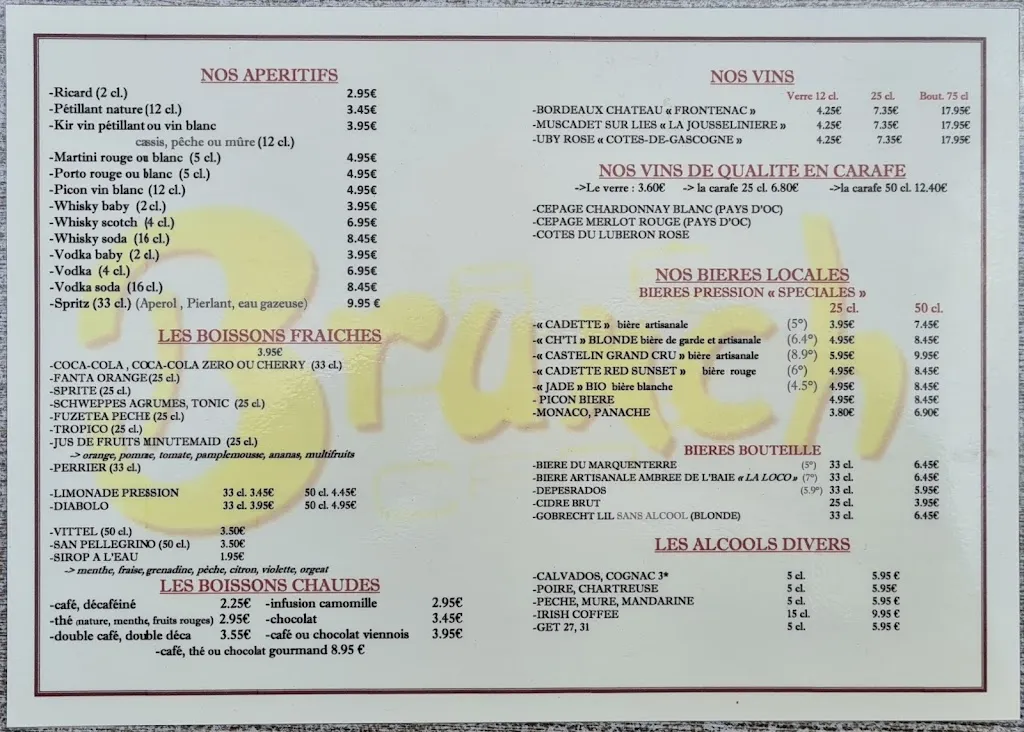 NOS APERITIFS
-Ricard (2 cl.) 2.95€
-Pétillant nature (12 cl.) 3.45€
-Kir vin pétillant ou vin blanc 3.95€
cassis, pêche ou mûre (12 cl.)
-Martini rouge ou blanc (5 cl.) 4.95€
-Porto rouge ou blanc (5 cl.) 4.95€
-Picon vin blanc (12 cl.) 4.95€
-Whisky baby (2 cl.) 3.95€
-Whisky scotch (4 cl.) 6.95€
-Whisky soda (16 cl.) 8.45€
-Vodka baby (2 cl.) 3.95€
-Vodka (4 cl.) 6.95€
-Vodka soda (16 cl.) 8.45€
-Spritz (33 cl.) (Aperol , Pierlant, eau gazeuse) 9.95 €
LES BOISSONS FRAICHES
3.95€
-COCA-COLA , COCA-COLA ZERO OU CHERRY (33 cl.)
-FANTA ORANGE (25 cl.)
-SPRITE (25 cl.)
-SCHWEPPES AGRUMES, TONIC (25 cl.)
-FUZETEA PECHE (25 cl.)
-TROPICO (25 cl.)
-JUS DE FRUITS MINUTEMAID (25 cl.)
-> orange, pomme, tomate, pamplemousse, ananas, multifruits
-PERRIER (33 cl.)
-LIMONADE PRESSION 33 cl. 3.45€ 50 cl. 4.45€
-DIABOLO 33 cl. 3.95€ 50 cl. 4.95€
-VITTEL (50 cl.) 3.50€
-SAN PELLEGRINO (50 cl.) 3.50€
-SIROP A L'EAU 1.95€
-> menthe, fraise, grenadine, pêche, citron, violette, orgeat
LES BOISSONS CHAUDES
-café, décaféiné 2.25€ -infusion camomille 2.95€
-thé (nature, menthe, fruits rouges) 2.95€ -chocolat 3.45€
-double café, double déca 3.55€ -café ou chocolat viennois 3.95€
-café, thé ou chocolat gourmand 8.95 €
NOS VINS
Verre 12 cl. 25 cl. Bout. 75 cl
-BORDEAUX CHATEAU « FRONTENAC » 4.25€ 7.35€ 17.95€
-MUSCADET SUR LIES « LA JOUSSELINIERE » 4.25€ 7.35€ 17.95€
-UBY ROSE « COTES-DE-GASCOGNE » 4.25€ 7.35€ 17.95€
NOS VINS DE QUALITE EN CARAFE
->Le verre : 3.60€ -> la carafe 25 cl. 6.80€ ->la carafe 50 cl. 12.40€
-CEPAGE CHARDONNAY BLANC (PAYS D'OC)
-CEPAGE MERLOT ROUGE (PAYS D'OC)
-COTES DU LUBERON ROSE
NOS BIERES LOCALES
BIERES PRESSION « SPECIALES »
25 cl. 50 cl.
-« CADETTE » bière artisanale (5°) 3.95€ 7.45€
-« CH'TI » BLONDE bière de garde et artisanale (6.4°) 4.95€ 8.45€
-« CASTELIN GRAND CRU » bière artisanale (8.9°) 5.95€ 9.95€
-« CADETTE RED SUNSET » bière rouge (6°) 4.95€ 8.45€
-« JADE » BIO bière blanche (4.5°) 4.95€ 8.45€
- PICON BIERE 4.95€ 8.45€
-MONACO, PANACHE 3.80€ 6.90€
BIERES BOUTEILLE
-BIERE DU MARQUENTERRE (5°) 33 cl. 6.45€
-BIERE ARTISANALE AMBREE DE L'BAIE « LA LOCO » (7°) 33 cl. 6.45€
-DEPESRADOS (5.9°) 33 cl. 5.95€
-CIDRE BRUT 25 cl. 3.95€
-GOBRECHT LIL SANS ALCOOL (BLONDE) 33 cl. 6.45€
LES ALCOOLS DIVERS
-CALVADOS, COGNAC 3* 5 cl. 5.95 €
-POIRE, CHARTREUSE 5 cl. 5.95€
-PECHE, MURE, MANDARINE 5 cl. 5.95 €
-IRISH COFFEE 15 cl. 9.95 €
-GET 27, 31 5 cl. 5.95 €
Brunch